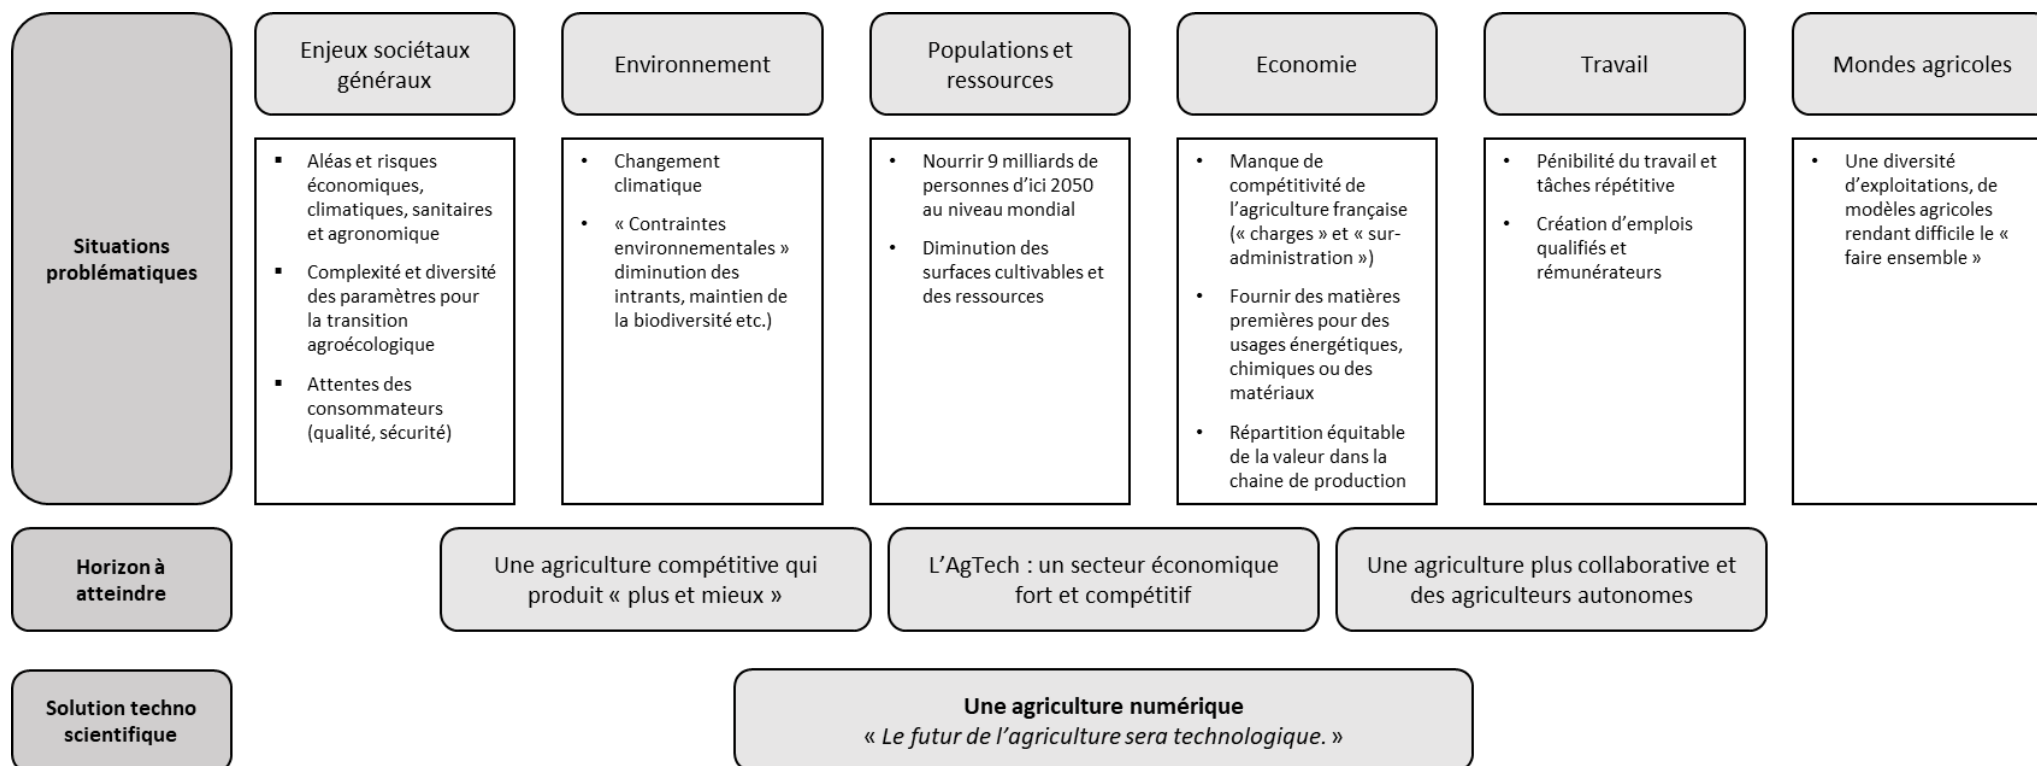 Situations
problématiques
Enjeux sociétaux
généraux
Environnement
Populations et
ressources
Economie
Travail
Mondes agricoles
▪ Aléas et risques
économiques,
climatiques, sanitaires
et agronomique
▪ Complexité et diversité
des paramètres pour
la transition
agroécologique
▪ Attentes des
consommateurs
(qualité, sécurité)
• Changement
climatique
• « Contraintes
environnementales »
diminution des
intrants, maintien de
la biodiversité etc.)
• Nourrir 9 milliards de
personnes d’ici 2050
au niveau mondial
• Diminution des
surfaces cultivables et
des ressources
• Manque de
compétitivité de
l’agriculture française
(« charges » et « sur-
administration »)
• Fournir des matières
premières pour des
usages énergétiques,
chimiques ou des
matériaux
• Répartition équitable
de la valeur dans la
chaine de production
• Pénibilité du travail et
tâches répétitive
• Création d’emplois
qualifiés et
rémunérateurs
• Une diversité
d’exploitations, de
modèles agricoles
rendant difficile le «
faire ensemble »
Horizon à
atteindre
Une agriculture compétitive qui
produit « plus et mieux »
L’AgTech : un secteur économique
fort et compétitif
Une agriculture plus collaborative et
des agriculteurs autonomes
Solution techno
scientifique
Une agriculture numérique
« Le futur de l’agriculture sera technologique. »